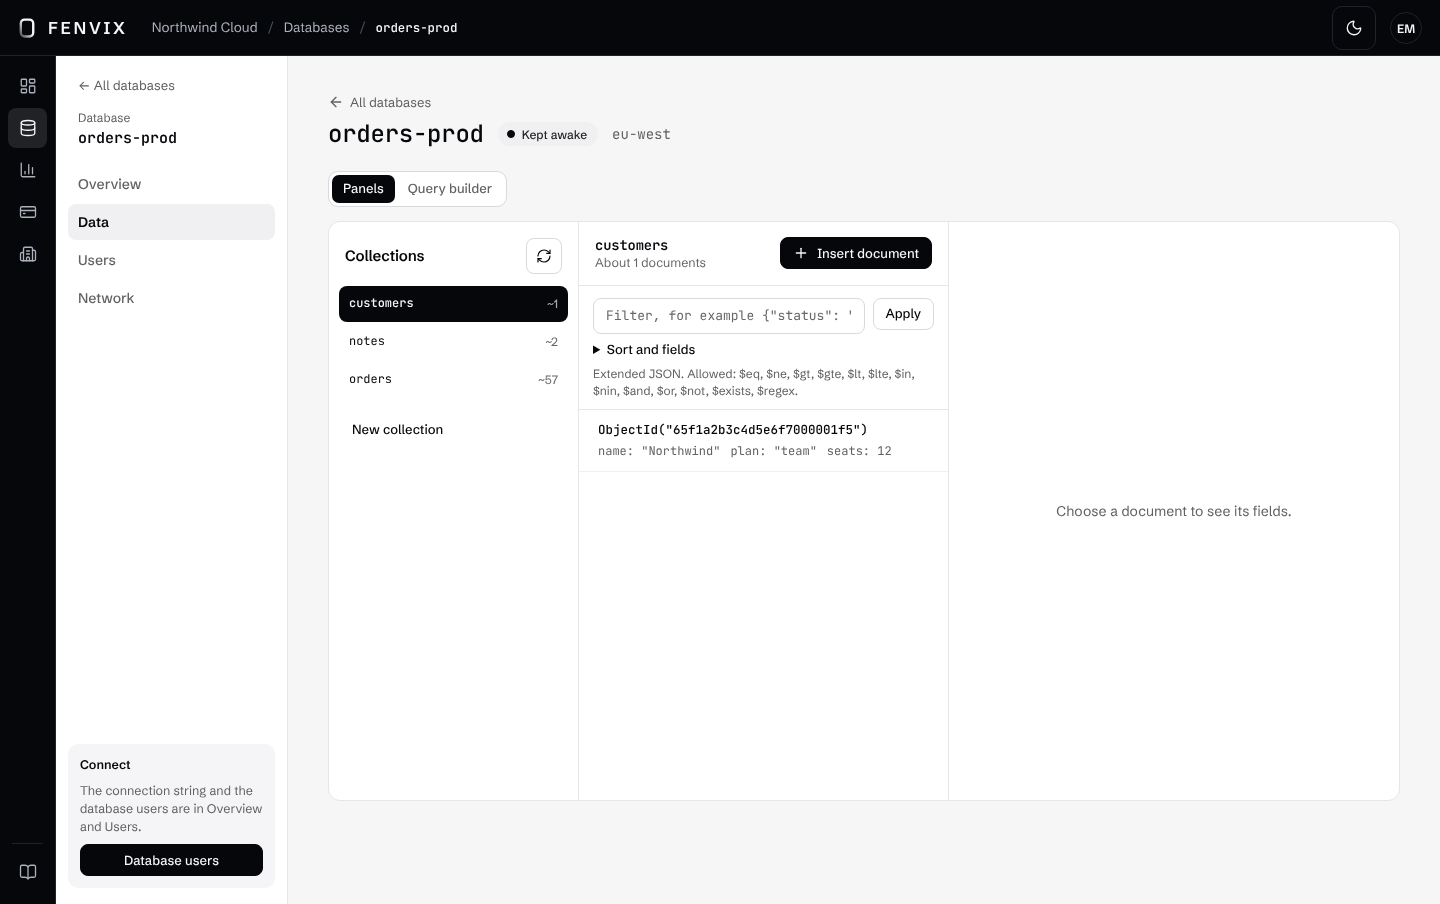 FENVIX
Northwind Cloud / Databases / orders-prod
EM
← All databases
Database
orders-prod
Overview
Data
Users
Network
Connect
The connection string and the
database users are in Overview
and Users.
Database users
← All databases
orders-prod
Kept awake
eu-west
Panels
Query builder
Collections
customers ~1
notes ~2
orders ~57
New collection
customers
About 1 documents
+ Insert document
Filter, for example {"status": '
Apply
Sort and fields
Extended JSON. Allowed: $eq, $ne, $gt, $gte, $lt, $lte, $in,
$nin, $and, $or, $not, $exists, $regex.
ObjectId("65f1a2b3c4d5e6f7000001f5")
name: "Northwind" plan: "team" seats: 12
Choose a document to see its fields.